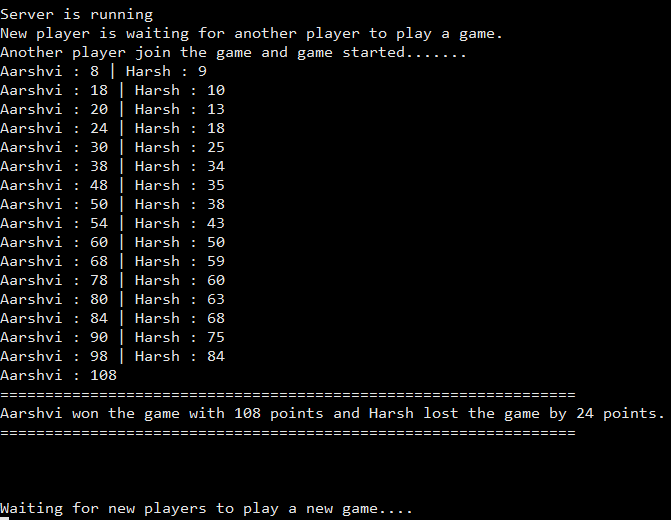 Server is running
New player is waiting for another player to play a game.
Another player join the game and game started.......
Aarshvi : 8 | Harsh : 9
Aarshvi : 18 | Harsh : 10
Aarshvi : 20 | Harsh : 13
Aarshvi : 24 | Harsh : 18
Aarshvi : 30 | Harsh : 25
Aarshvi : 38 | Harsh : 34
Aarshvi : 48 | Harsh : 35
Aarshvi : 50 | Harsh : 38
Aarshvi : 54 | Harsh : 43
Aarshvi : 60 | Harsh : 50
Aarshvi : 68 | Harsh : 59
Aarshvi : 78 | Harsh : 60
Aarshvi : 80 | Harsh : 63
Aarshvi : 84 | Harsh : 68
Aarshvi : 90 | Harsh : 75
Aarshvi : 98 | Harsh : 84
Aarshvi : 108
================================================================
Aarshvi won the game with 108 points and Harsh lost the game by 24 points.
================================================================
Waiting for new players to play a new game....